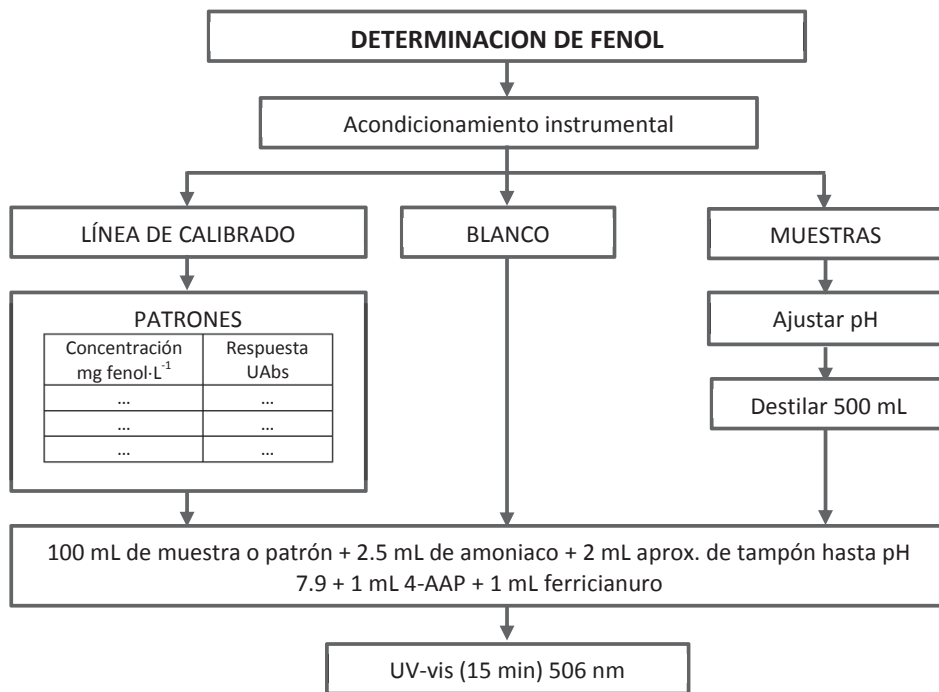 DETERMINACION DE FENOL
Acondicionamiento instrumental
LÍNEA DE CALIBRADO
BLANCO
MUESTRAS
PATRONES
Concentración
mg fenol·L-1
Respuesta
UAbs
... ...
... ...
... ...
Ajustar pH
Destilar 500 mL
100 mL de muestra o patrón + 2.5 mL de amoniaco + 2 mL aprox. de tampón hasta pH
7.9 + 1 mL 4-AAP + 1 mL ferricianuro
UV-vis (15 min) 506 nm